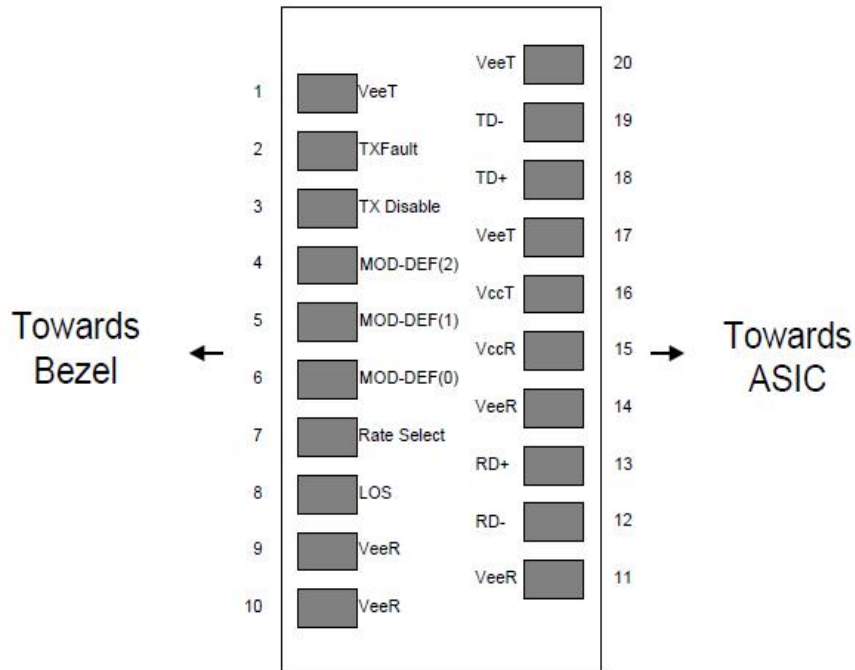 Towards
Bezel
1 VeeT
2 TXFault
3 TX Disable
4 MOD-DEF(2)
5 MOD-DEF(1)
6 MOD-DEF(0)
7 Rate Select
8 LOS
9 VeeR
10 VeeR
VeeT 20
TD- 19
TD+ 18
VeeT 17
VccT 16
VccR 15
VeeR 14
RD+ 13
RD- 12
VeeR 11
Towards
ASIC